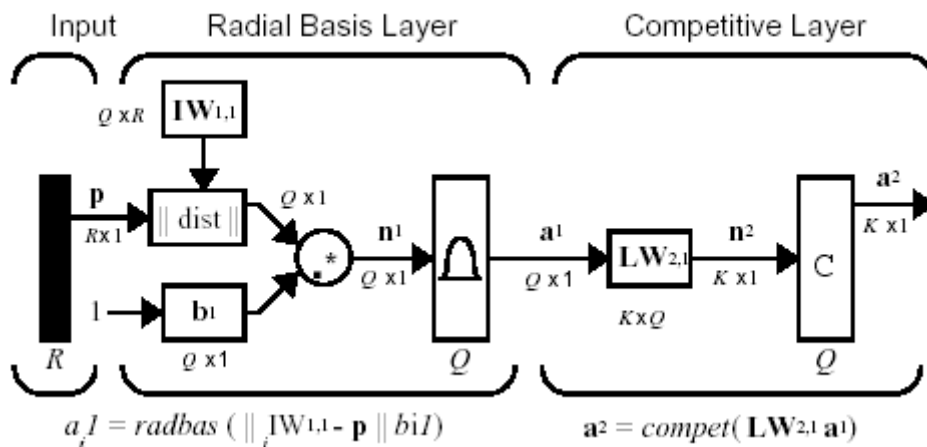 Input Radial Basis Layer Competitive Layer
Q x R IW1,1
p || dist || Q x 1 n1 a1 LW2,1 n2 C a2
R x 1 .* Q x 1 Q x 1 K x 1 K x 1
1 b1 K x Q
R Q x 1 Q Q
ai1 = radbas ( || iIW1,1 - p || bi1) a2 = compet( LW2,1 a1)